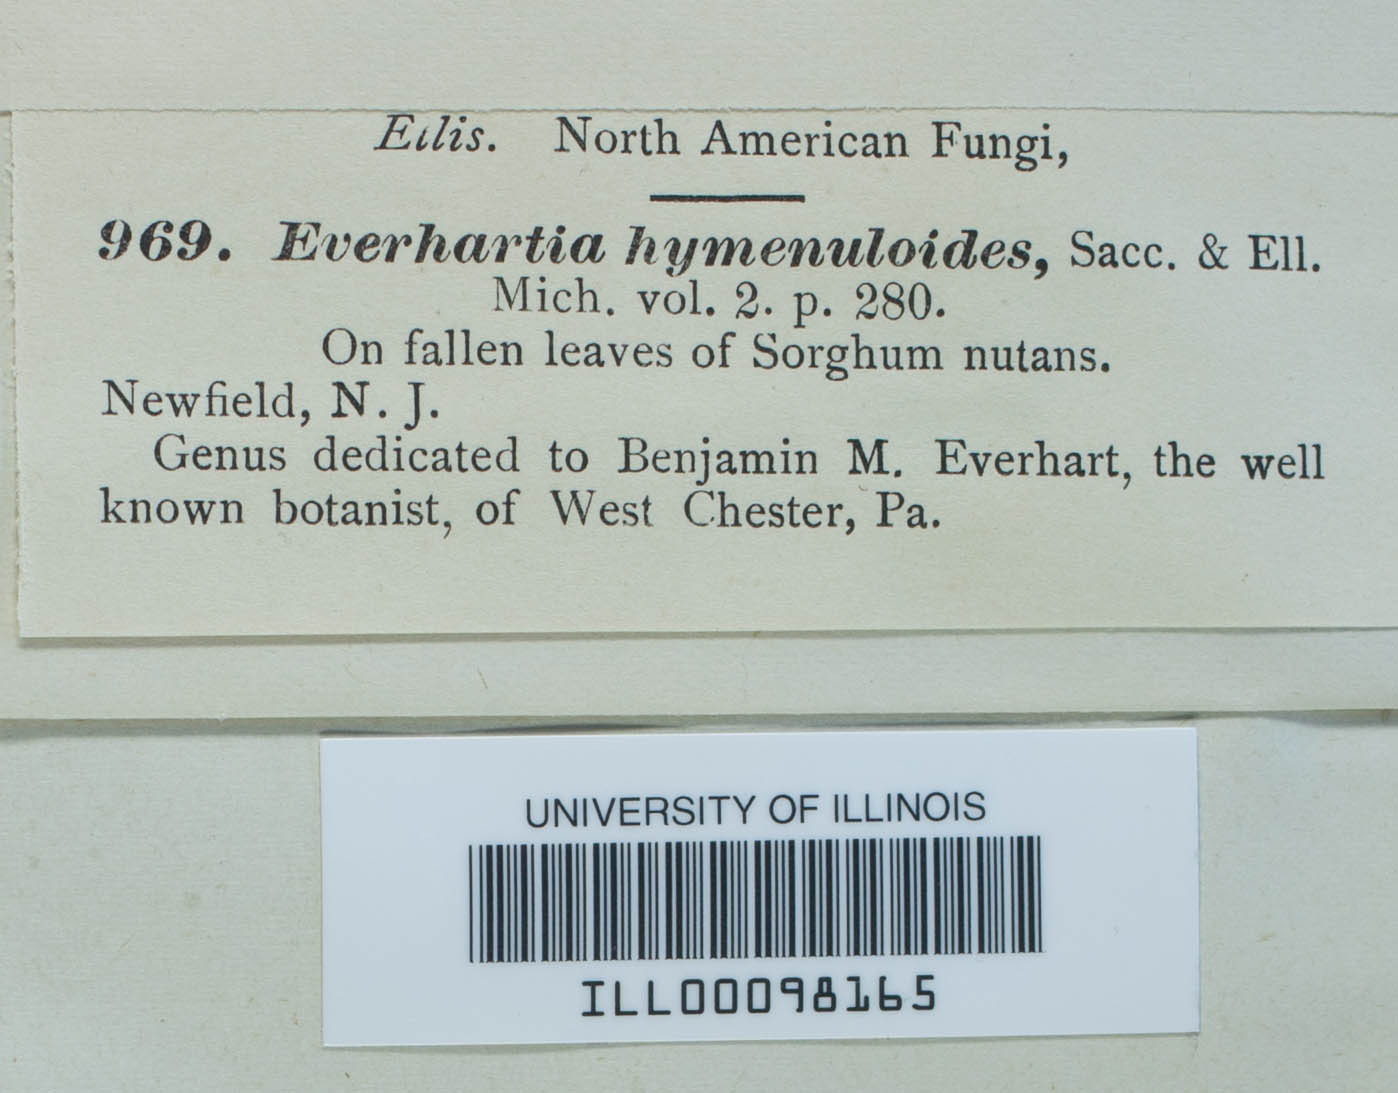 Ellis. North American Fungi,
969. Everhartia hymenuloides, Sacc. & Ell.
Mich. vol. 2. p. 280.
On fallen leaves of Sorghum nutans.
Newfield, N. J.
Genus dedicated to Benjamin M. Everhart, the well
known botanist, of West Chester, Pa.
UNIVERSITY OF ILLINOIS
ILL00098165